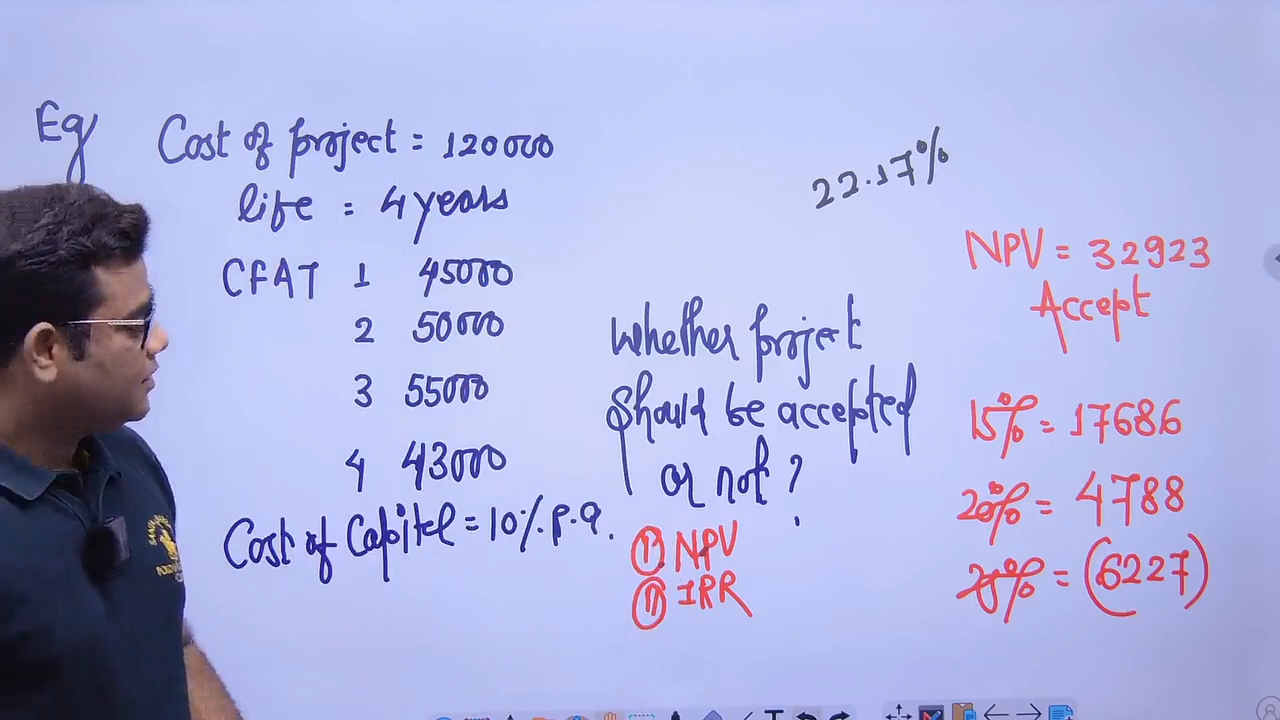 Eg
Cost of project = 120000
life = 4 years
CFAT 1 45000
2 50000
3 55000
4 43000
Cost of Capital = 10% p.a.
whether project
should be accepted
or not?
(i) NPV
(ii) IRR
22.17%
NPV = 32923
Accept
15% = 17686
20% = 4788
25% = (6227)